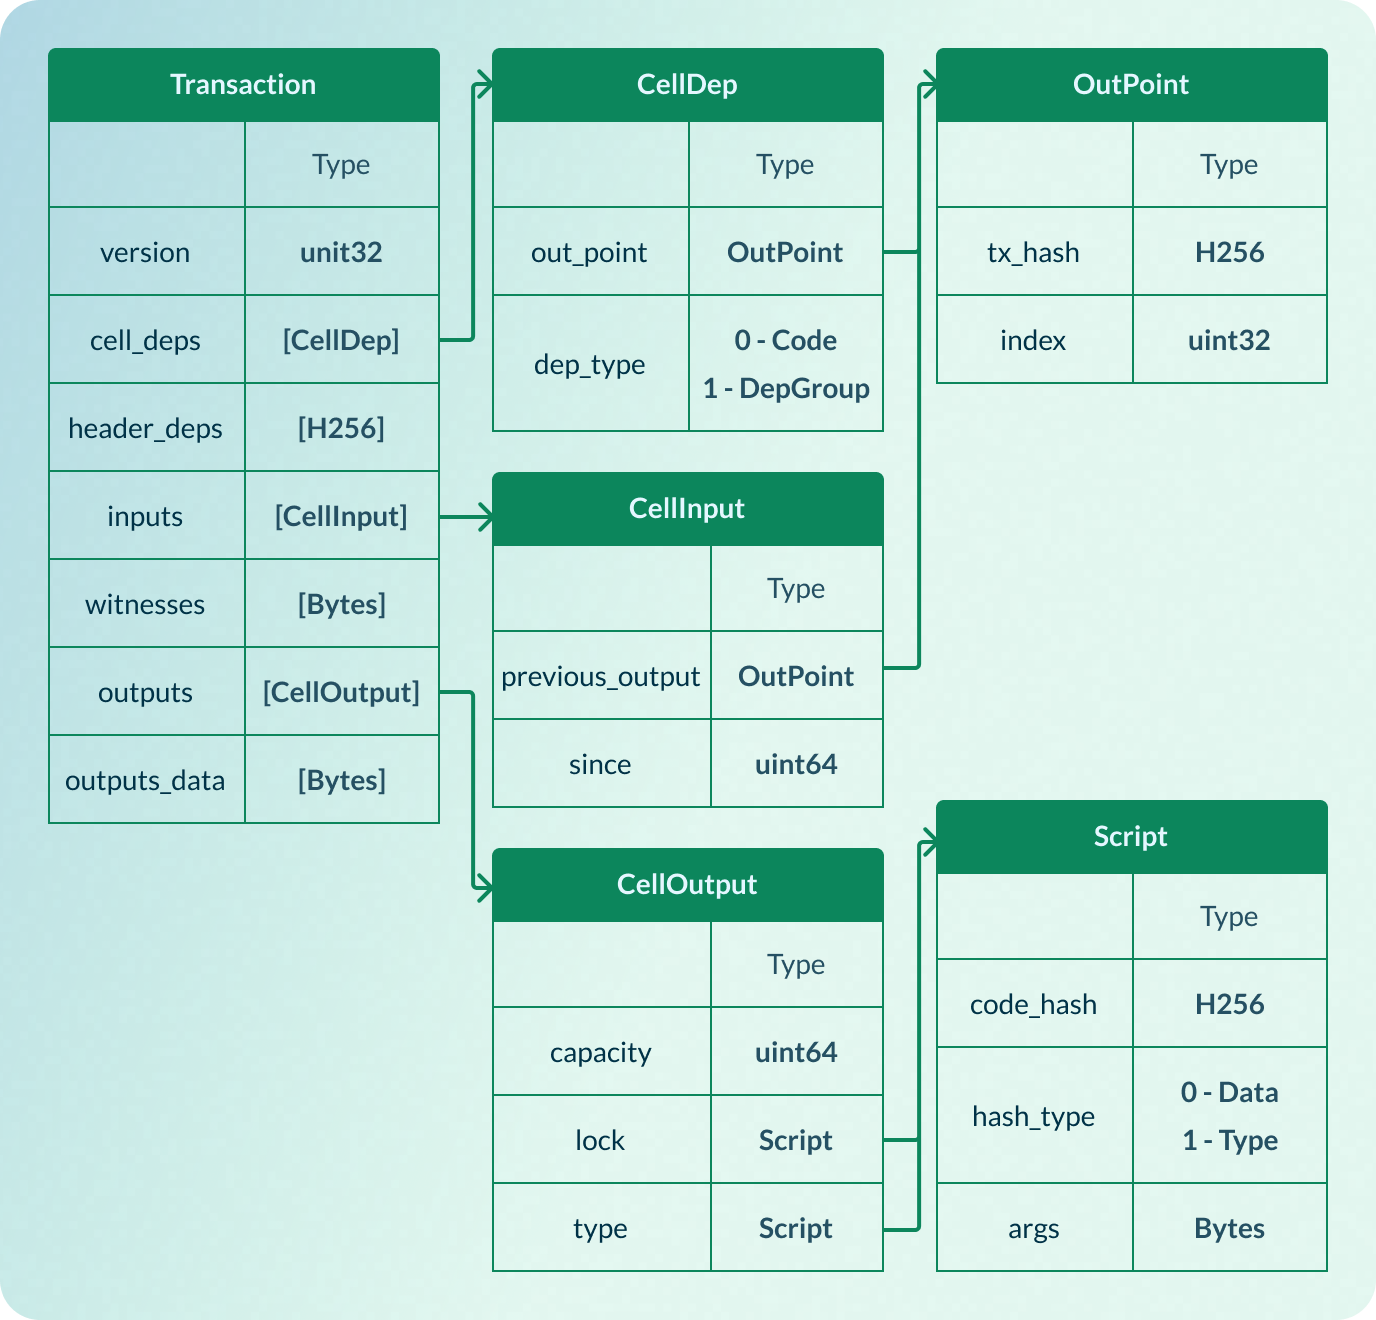 Transaction
Type
version unit32
cell_deps [CellDep]
header_deps [H256]
inputs [CellInput]
witnesses [Bytes]
outputs [CellOutput]
outputs_data [Bytes]
CellDep
Type
out_point OutPoint
dep_type
0 - Code
1 - DepGroup
OutPoint
Type
tx_hash H256
index uint32
CellInput
Type
previous_output OutPoint
since uint64
CellOutput
Type
capacity uint64
lock Script
type Script
Script
Type
code_hash H256
hash_type
0 - Data
1 - Type
args Bytes